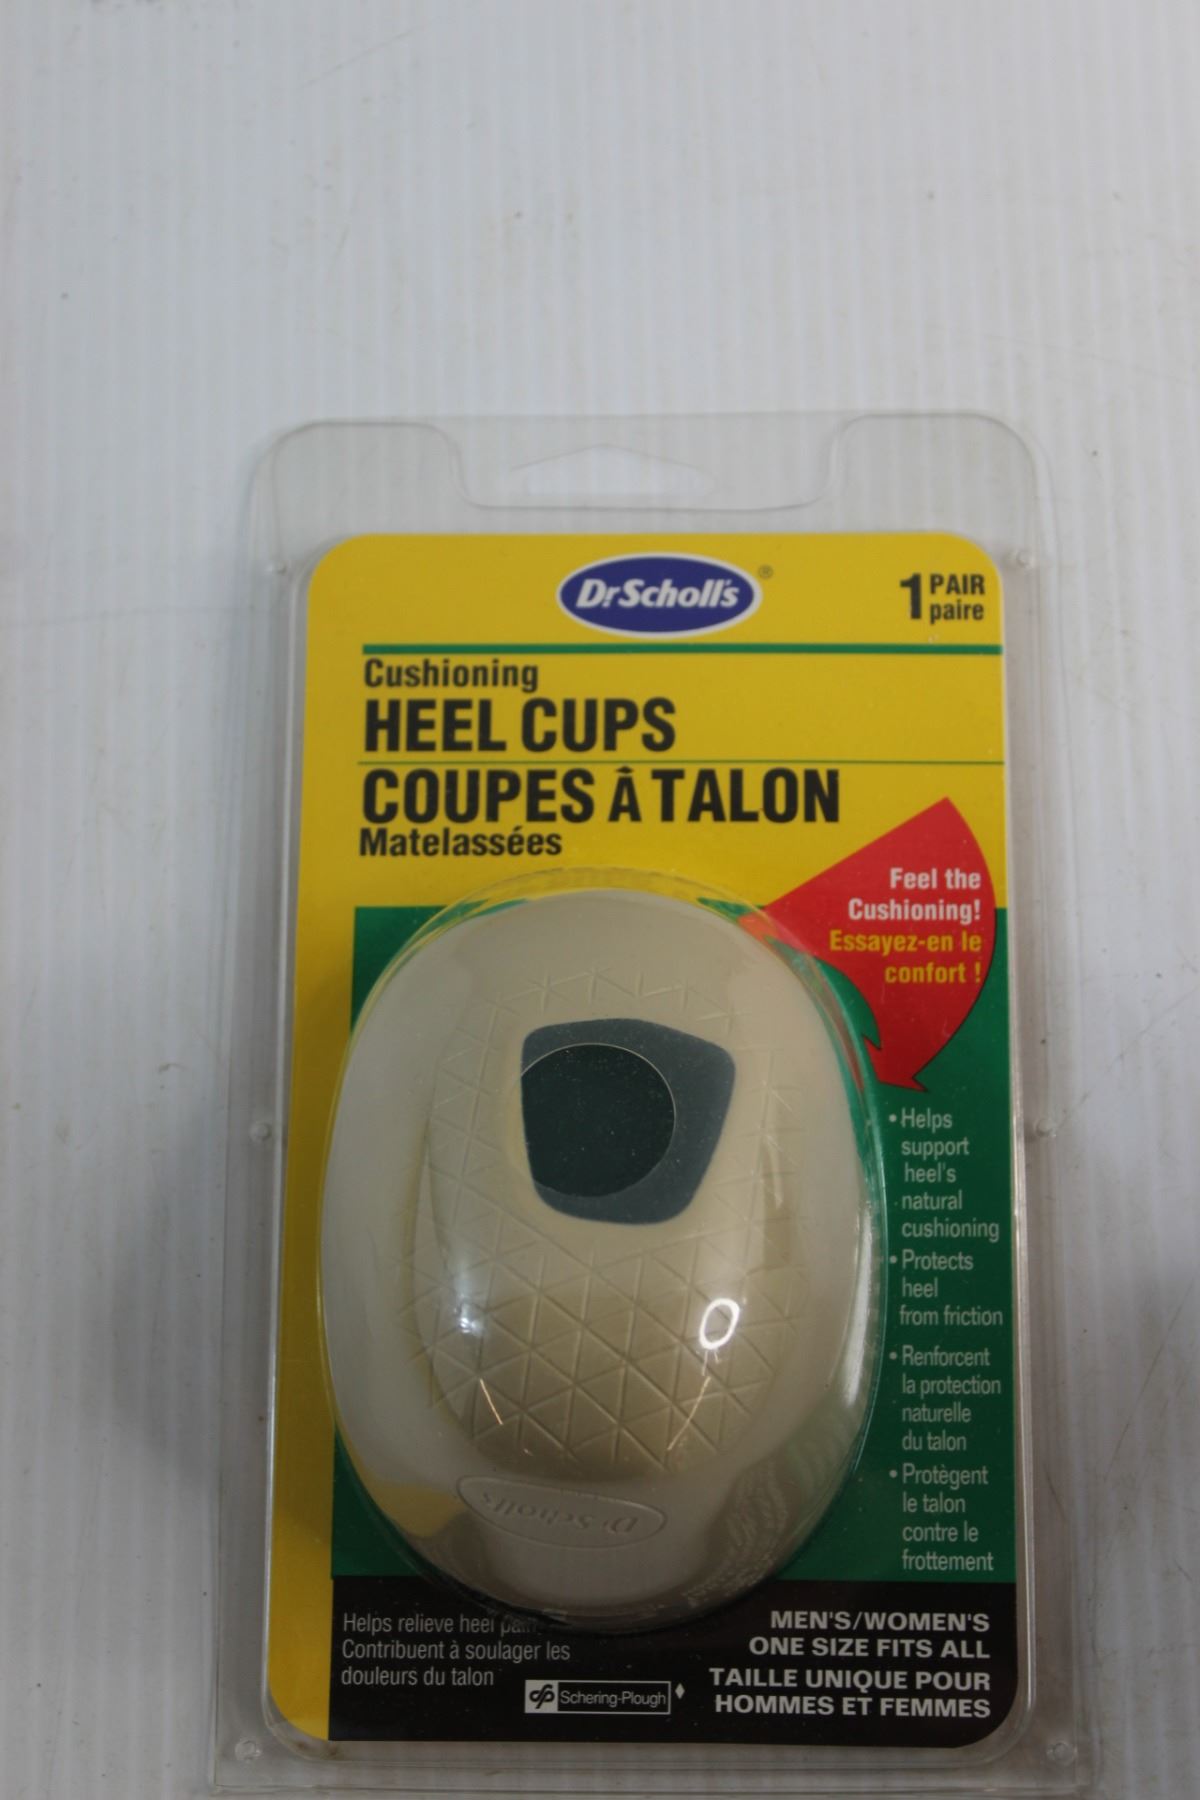 Dr Scholl's®
1 PAIR
paire
Cushioning
HEEL CUPS
COUPES À TALON
Matelassées
Feel the
Cushioning!
Essayez-en le
confort !
• Helps
support
heel's
natural
cushioning
• Protects
heel
from friction
• Renforcent
la protection
naturelle
du talon
• Protègent
le talon
contre le
frottement
Dr Scholl's
Helps relieve heel pain
Contribuent à soulager les
douleurs du talon
Schering-Plough
MEN'S/WOMEN'S
ONE SIZE FITS ALL
TAILLE UNIQUE POUR
HOMMES ET FEMMES